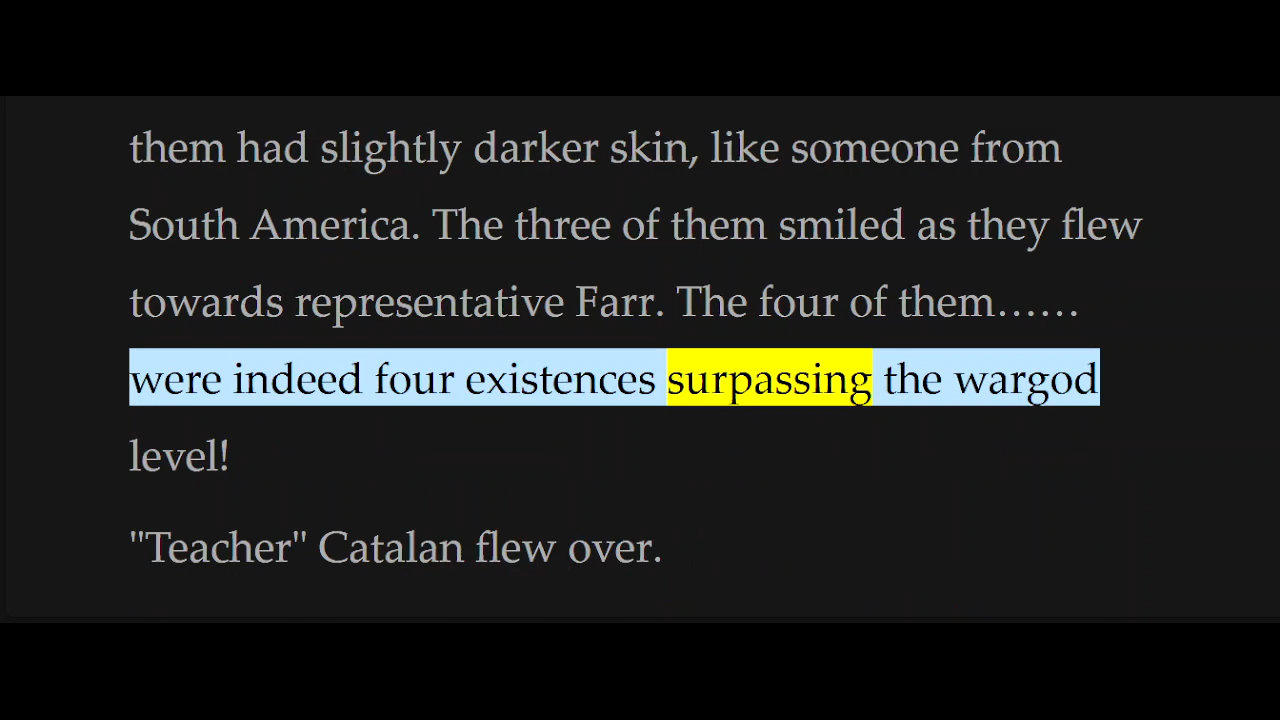 them had slightly darker skin, like someone from
South America. The three of them smiled as they flew
towards representative Farr. The four of them……
were indeed four existences surpassing the wargod
level!
"Teacher" Catalan flew over.